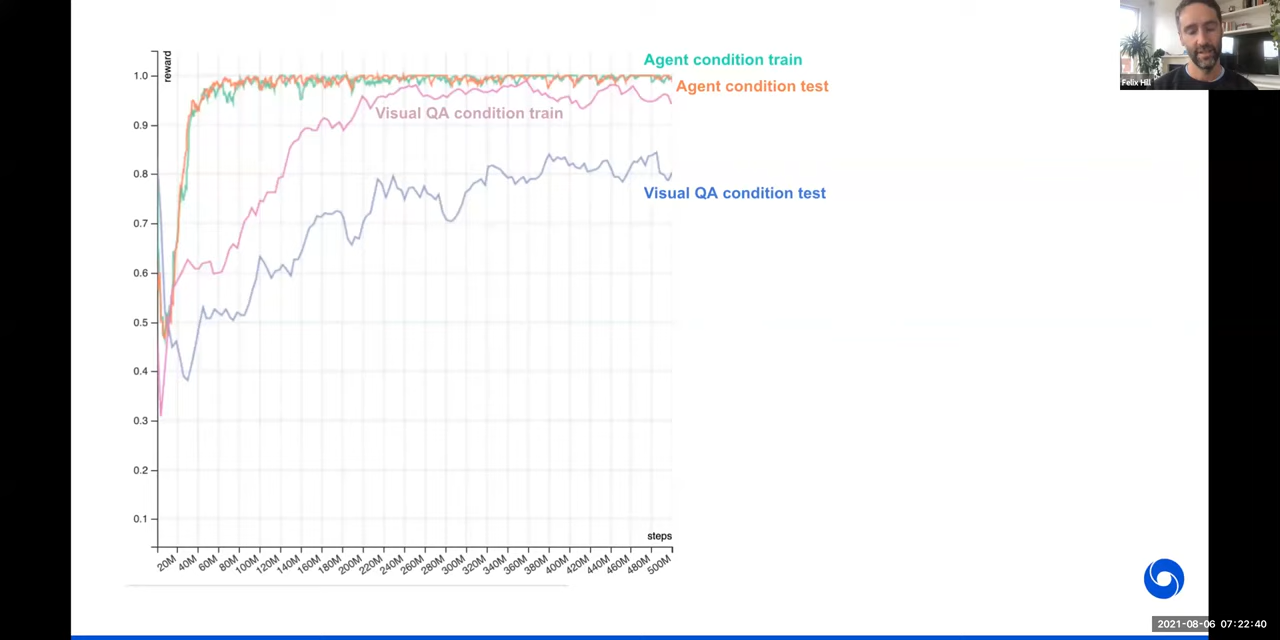 reward
1.0
0.9
0.8
0.7
0.6
0.5
0.4
0.3
0.2
0.1
Agent condition train
Agent condition test
Visual QA condition train
Visual QA condition test
steps
20M 40M 60M 80M 100M 120M 140M 160M 180M 200M 220M 240M 260M 280M 300M 320M 340M 360M 380M 400M 420M 440M 460M 480M 500M
Felix Hill
2021-08-06 07:22:40